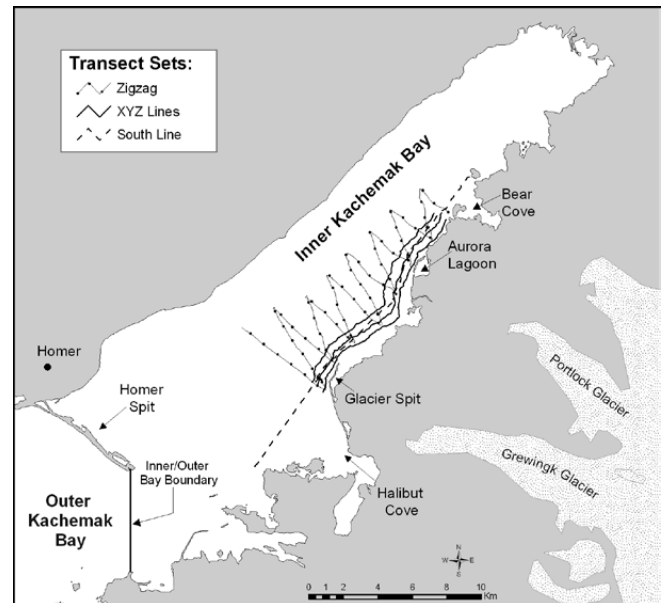 Transect Sets:
Zigzag
XYZ Lines
South Line
Inner Kachemak Bay
Bear
Cove
Aurora
Lagoon
Homer
Homer
Spit
Glacier Spit
Portlock Glacier
Grewingk Glacier
Inner/Outer
Bay Boundary
Halibut
Cove
Outer
Kachemak
Bay
N
W E
S
0 1 2 4 6 8 10
Km